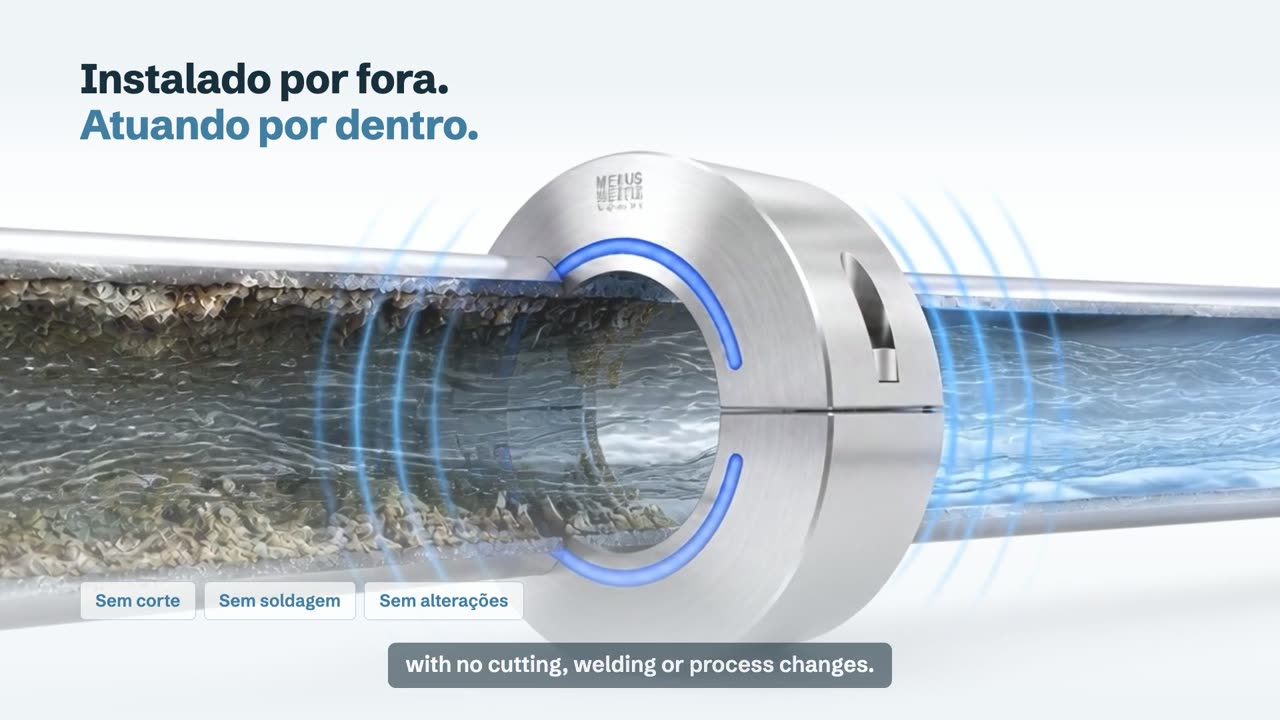 Instalado por fora.
Atuando por dentro.
Sem corte
Sem soldagem
Sem alterações
with no cutting, welding or process changes.